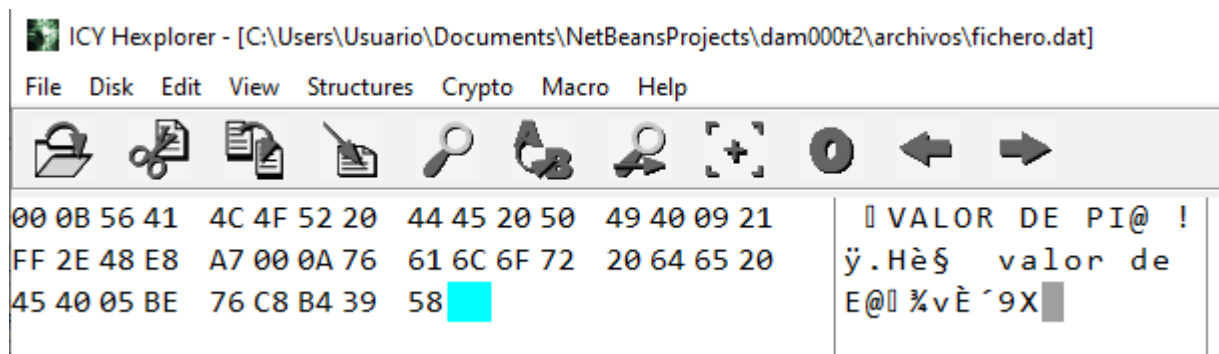 ICY Hexplorer - [C:\Users\Usuario\Documents\NetBeansProjects\dam000t2\archivos\fichero.dat]
File Disk Edit View Structures Crypto Macro Help
00 0B 56 41 4C 4F 52 20 44 45 20 50 49 40 09 21 ▯VALOR DE PI@ !
FF 2E 48 E8 A7 00 0A 76 61 6C 6F 72 20 64 65 20 ÿ.Hè§ valor de
45 40 05 BE 76 C8 B4 39 58 E@▯¾vÈ´9X